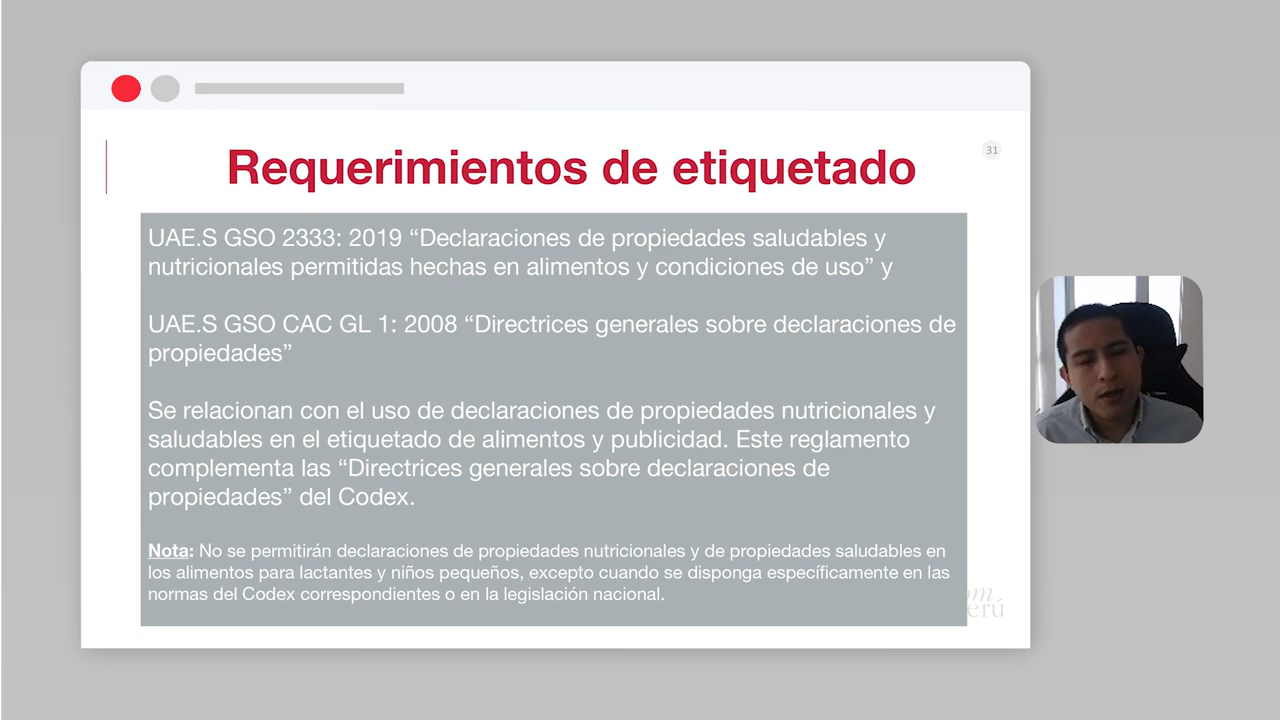 31
Requerimientos de etiquetado
UAE.S GSO 2333: 2019 “Declaraciones de propiedades saludables y
nutricionales permitidas hechas en alimentos y condiciones de uso” y
UAE.S GSO CAC GL 1: 2008 “Directrices generales sobre declaraciones de
propiedades”
Se relacionan con el uso de declaraciones de propiedades nutricionales y
saludables en el etiquetado de alimentos y publicidad. Este reglamento
complementa las “Directrices generales sobre declaraciones de
propiedades” del Codex.
Nota: No se permitirán declaraciones de propiedades nutricionales y de propiedades saludables en
los alimentos para lactantes y niños pequeños, excepto cuando se disponga específicamente en las
normas del Codex correspondientes o en la legislación nacional.
om
erú